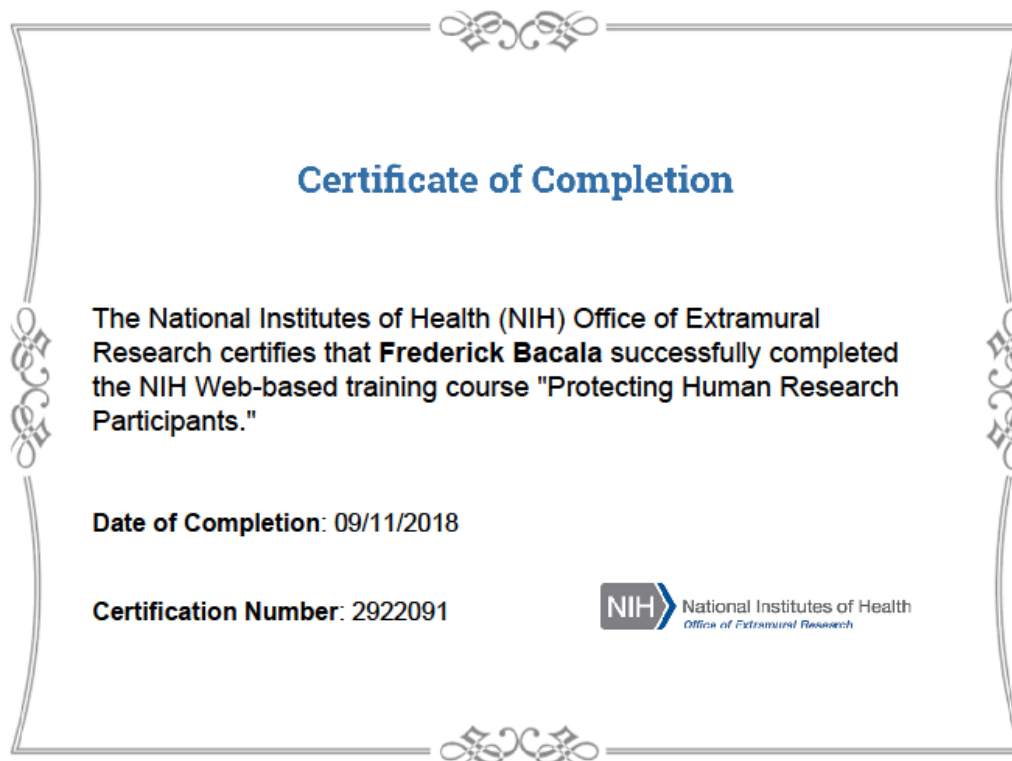 Certificate of Completion
The National Institutes of Health (NIH) Office of Extramural
Research certifies that Frederick Bacala successfully completed
the NIH Web-based training course "Protecting Human Research
Participants."
Date of Completion: 09/11/2018
Certification Number: 2922091
NIH National Institutes of Health
Office of Extramural Research